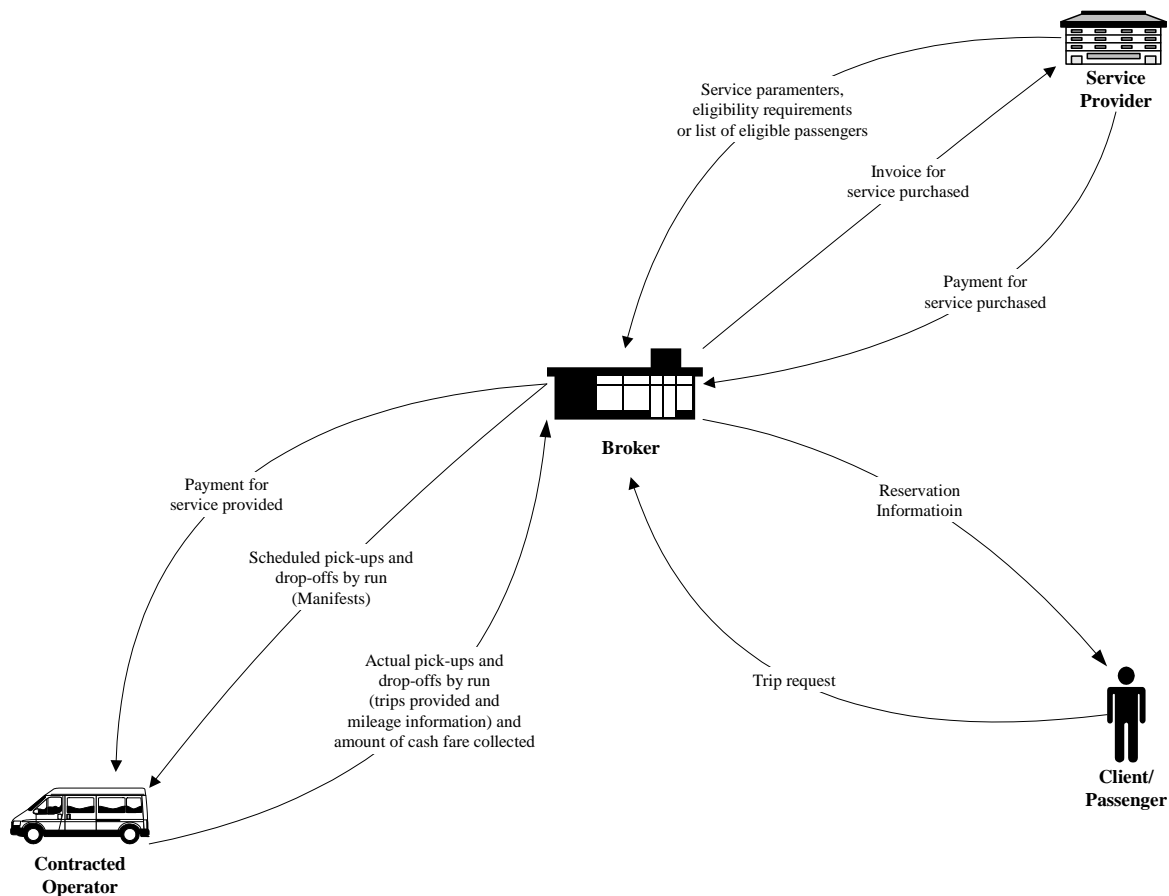 Service
Provider
Service paramenters,
eligibility requirements
or list of eligible passengers
Invoice for
service purchased
Payment for
service purchased
Broker
Payment for
service provided
Reservation
Informatioin
Scheduled pick-ups and
drop-offs by run
(Manifests)
Actual pick-ups and
drop-offs by run
(trips provided and
mileage information) and
amount of cash fare collected
Trip request
Client/
Passenger
Contracted
Operator